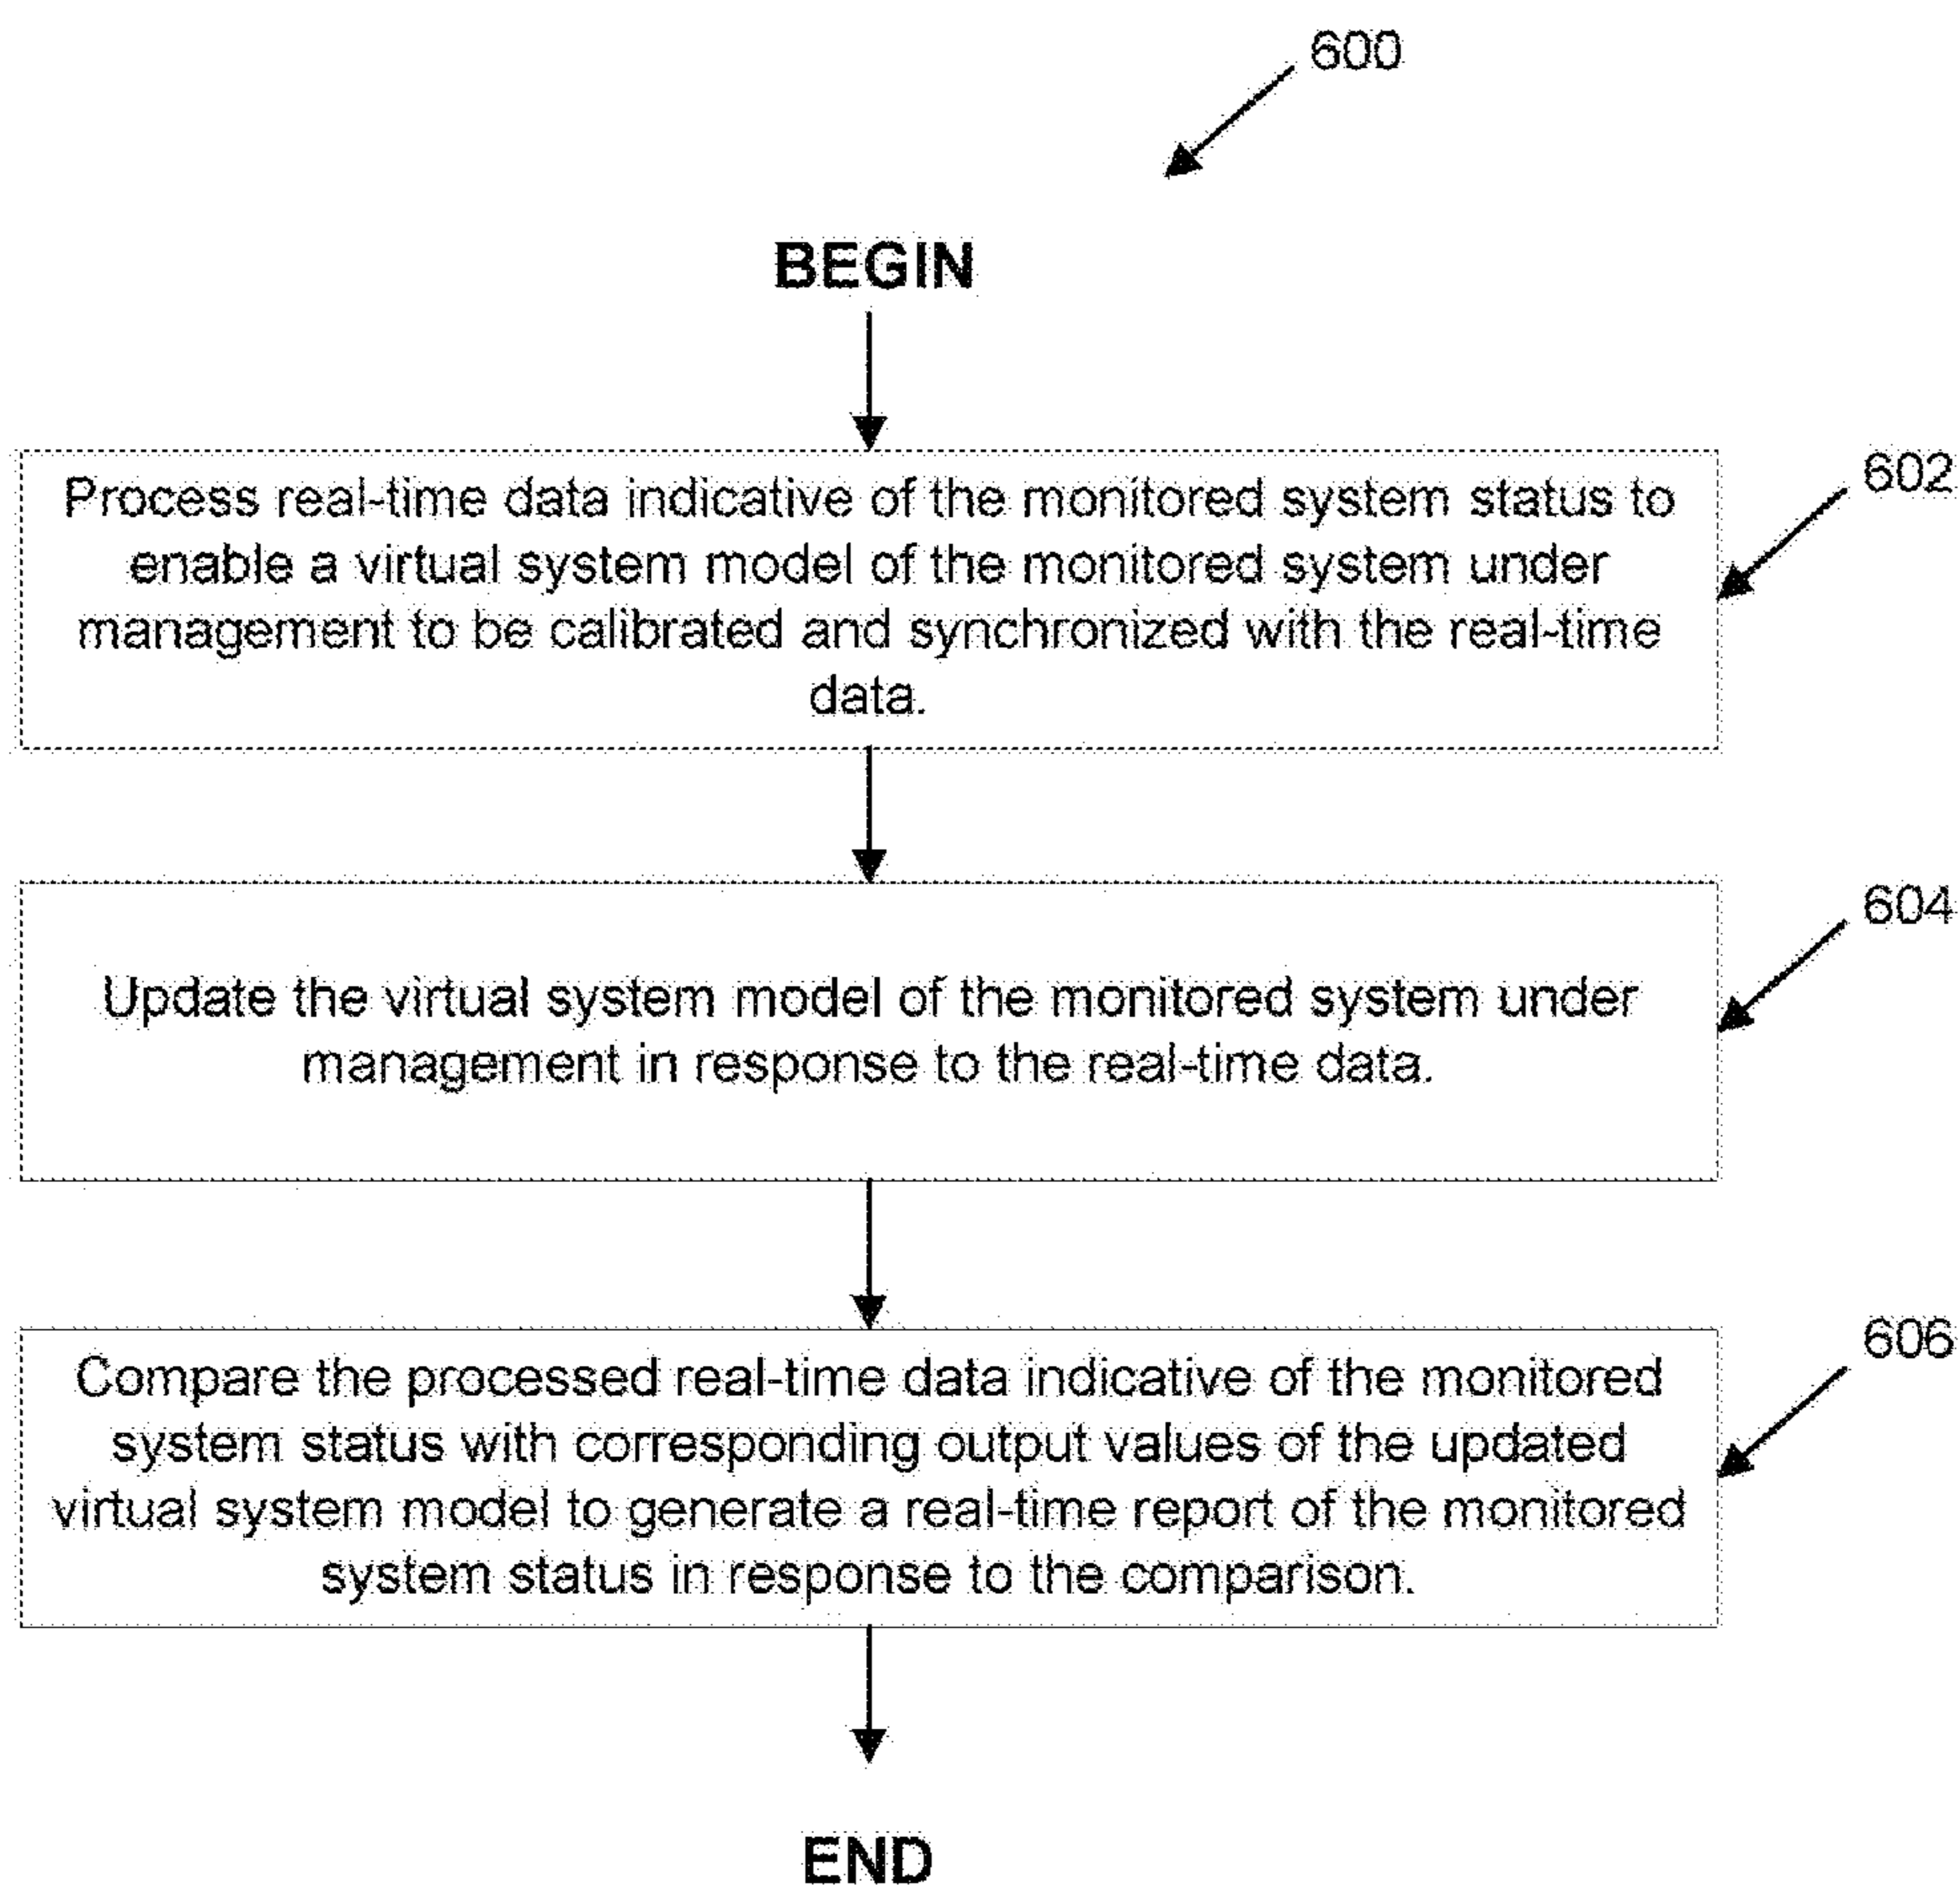 600
BEGIN
602
Process real-time data indicative of the monitored system status to
enable a virtual system model of the monitored system under
management to be calibrated and synchronized with the real-time
data.
604
Update the virtual system model of the monitored system under
management in response to the real-time data.
606
Compare the processed real-time data indicative of the monitored
system status with corresponding output values of the updated
virtual system model to generate a real-time report of the monitored
system status in response to the comparison.
END